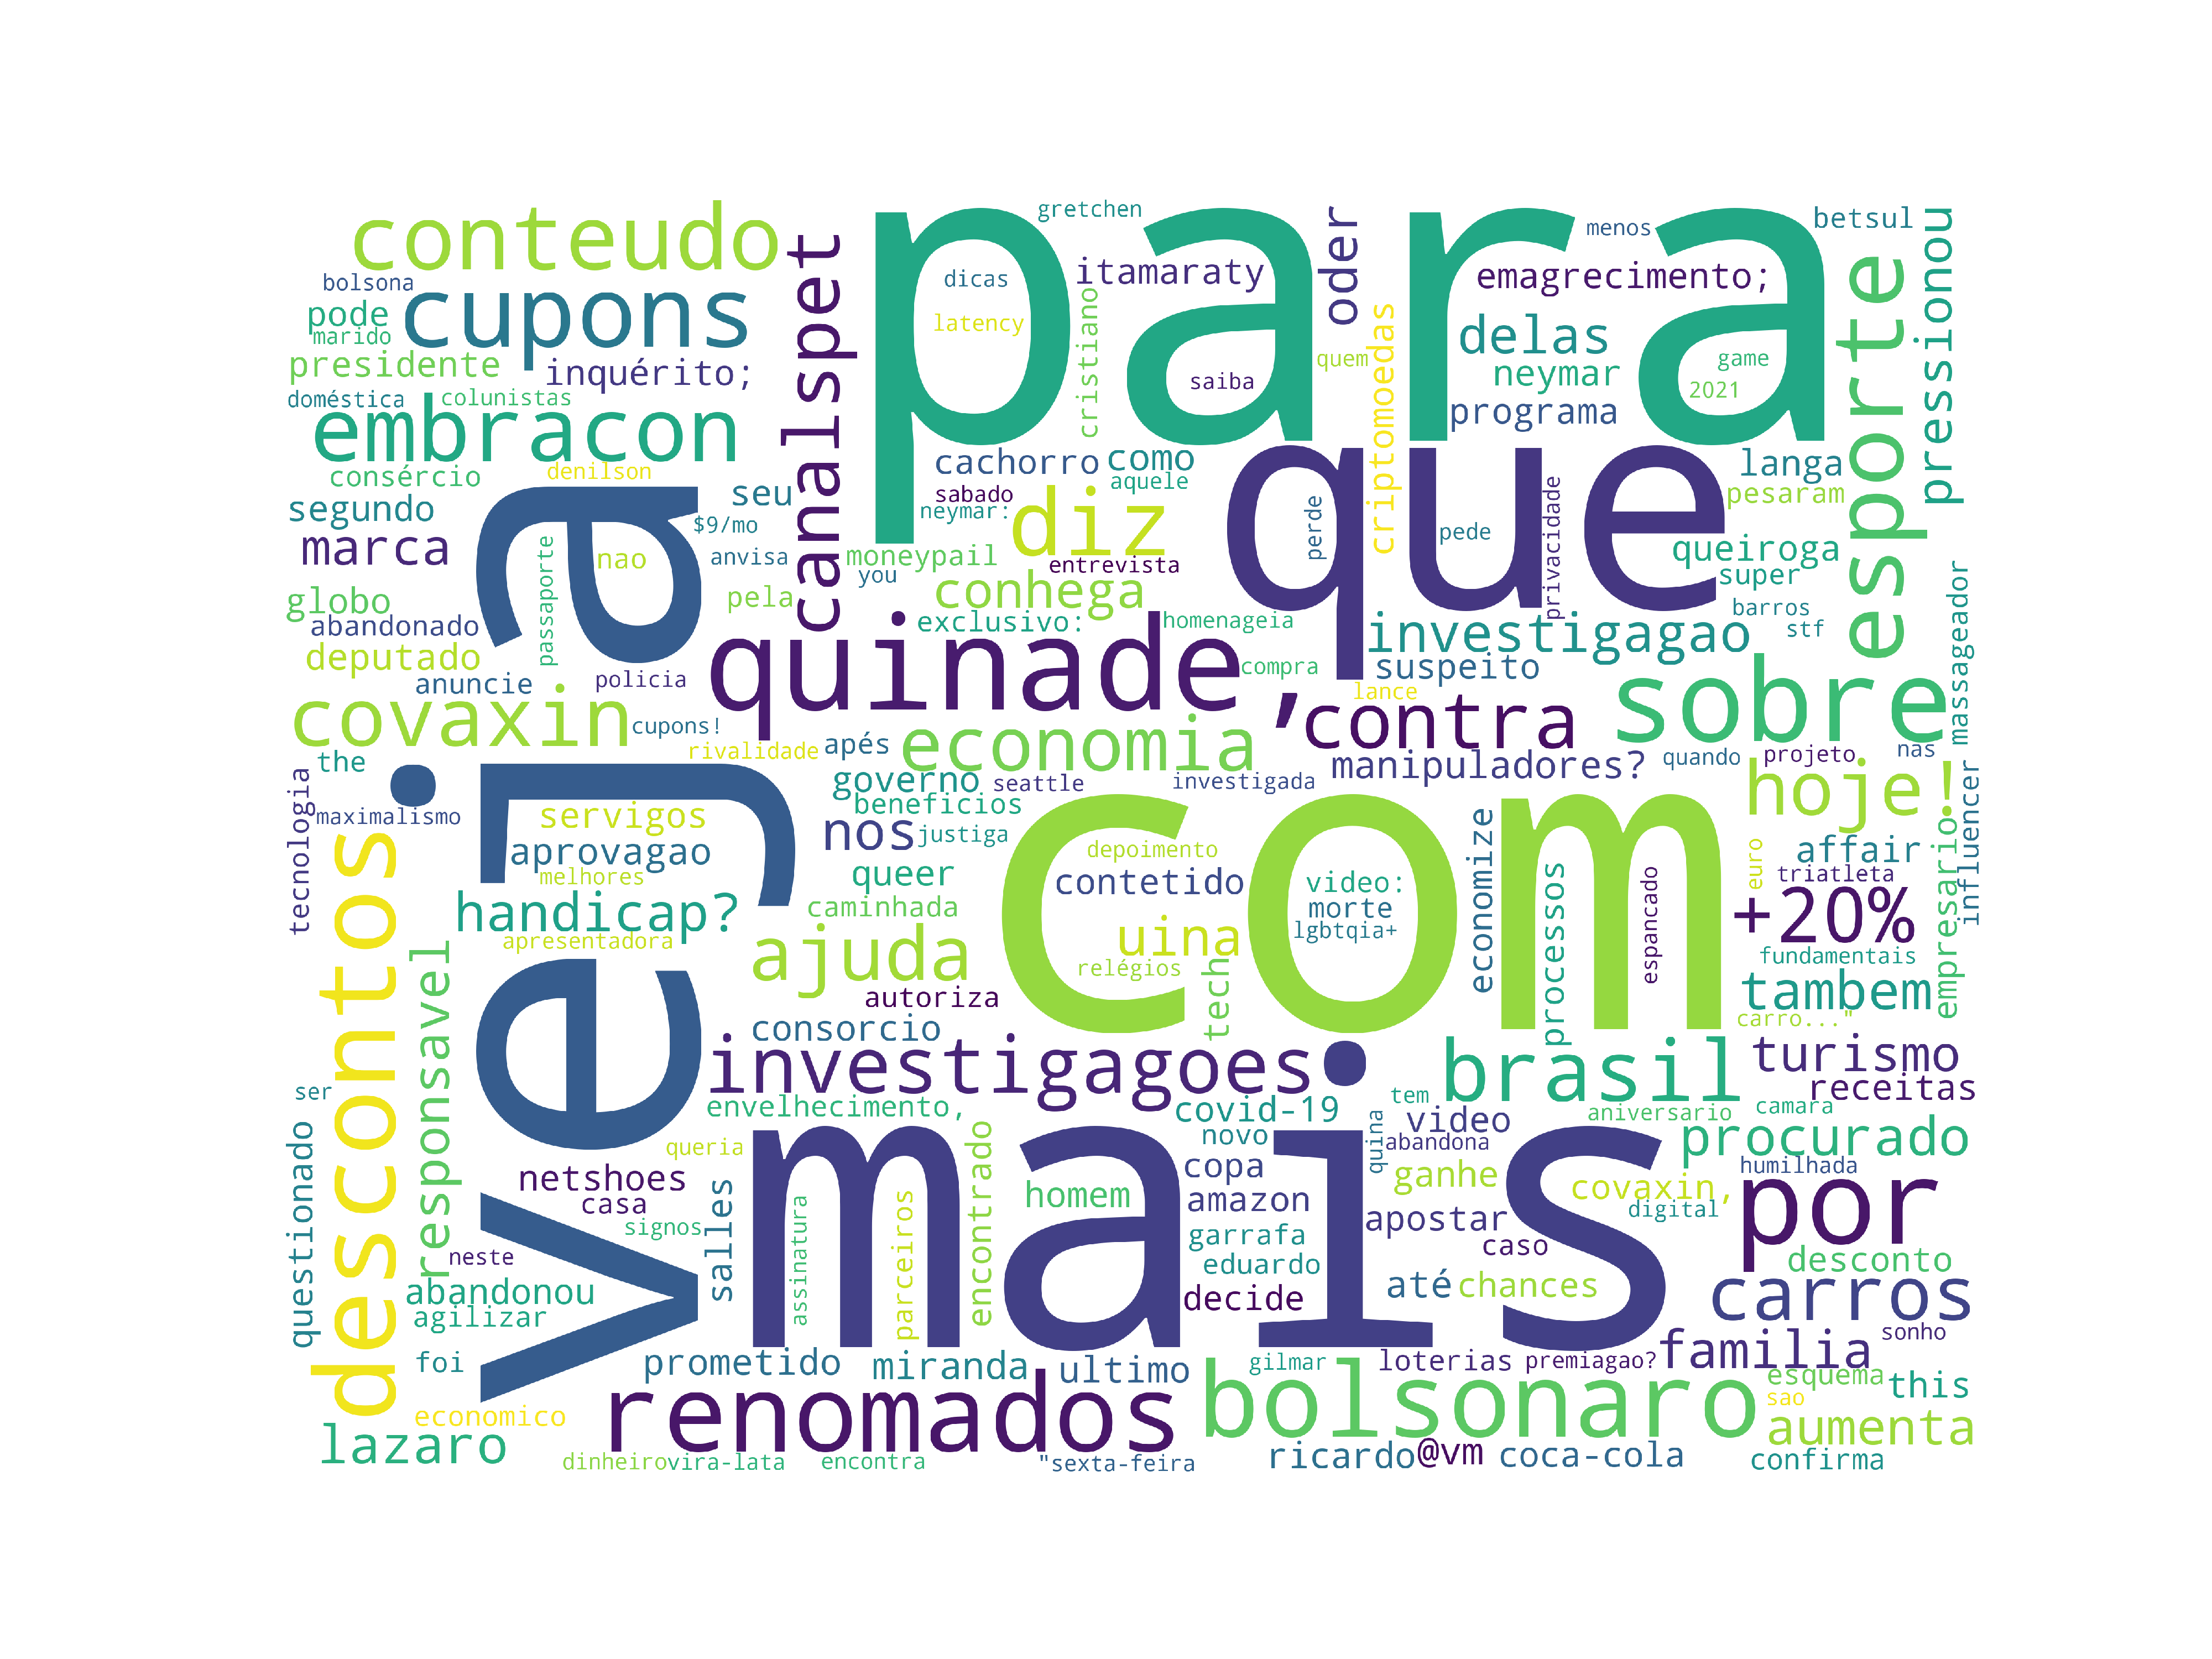 para
que
com
mais
veja
conteudo
cupons
embracon
canalspet
gretchen
dicas
latency
itamaraty
cristiano
saiba
oder
quem
criptomoedas
menos
emagrecimento;
delas
neymar
programa
game
2021
betsul
esporte
pressionou
bolsona
pode
marido
presidente
inquérito;
doméstica
colunistas
consércio
denilson
segundo
seu
$9/mo
marca
nao
anvisa
passaporte
globo
abandonado
deputado
pela
anuncie
policia
covaxin
cupons!
cachorro
como
aquele
sabado
neymar:
diz
moneypail
entrevista
you
conhega
exclusivo:
homenageia
perde
pede
privacidade
langa
pesaram
queiroga
super
barros
stf
massageador
quinade,
compra
investigagao
suspeito
lance
contra
sobre
manipuladores?
quando
projeto
nas
rivalidade
apés
economia
the
governo
seattle
investigada
beneficios
tecnologia
maximalismo
servigos
aprovagao
melhores
nos
justiga
queer
hoje!
influencer
empresario
affair
triatleta
euro
+20%
fundamentais
tambem
carro..."
descontos
responsavel
handicap?
apresentadora
caminhada
ajuda
autoriza
consorcio
depoimento
contetido
uina
relégios
tech
video:
morte
lgbtqia+
economize
processos
espancado
investigagoes
brasil
turismo
receitas
ser
envelhecimento,
covid-19
tem
video
aniversario
camara
questionado
queria
novo
quina
abandona
procurado
netshoes
casa
signos
salles
assinatura
parceiros
encontrado
homem
copa
amazon
garrafa
eduardo
decide
ganhe
apostar
caso
até
chances
covaxin,
digital
humilhada
por
desconto
carros
neste
abandonou
agilizar
foi
prometido
miranda
ultimo
gilmar
loterias
premiagao?
familia
sonho
esquema
this
sao
economico
renomados
bolsonaro
aumenta
lazaro
dinheiro
vira-lata
encontra
"sexta-feira
ricardo
@vm
coca-cola
confirma